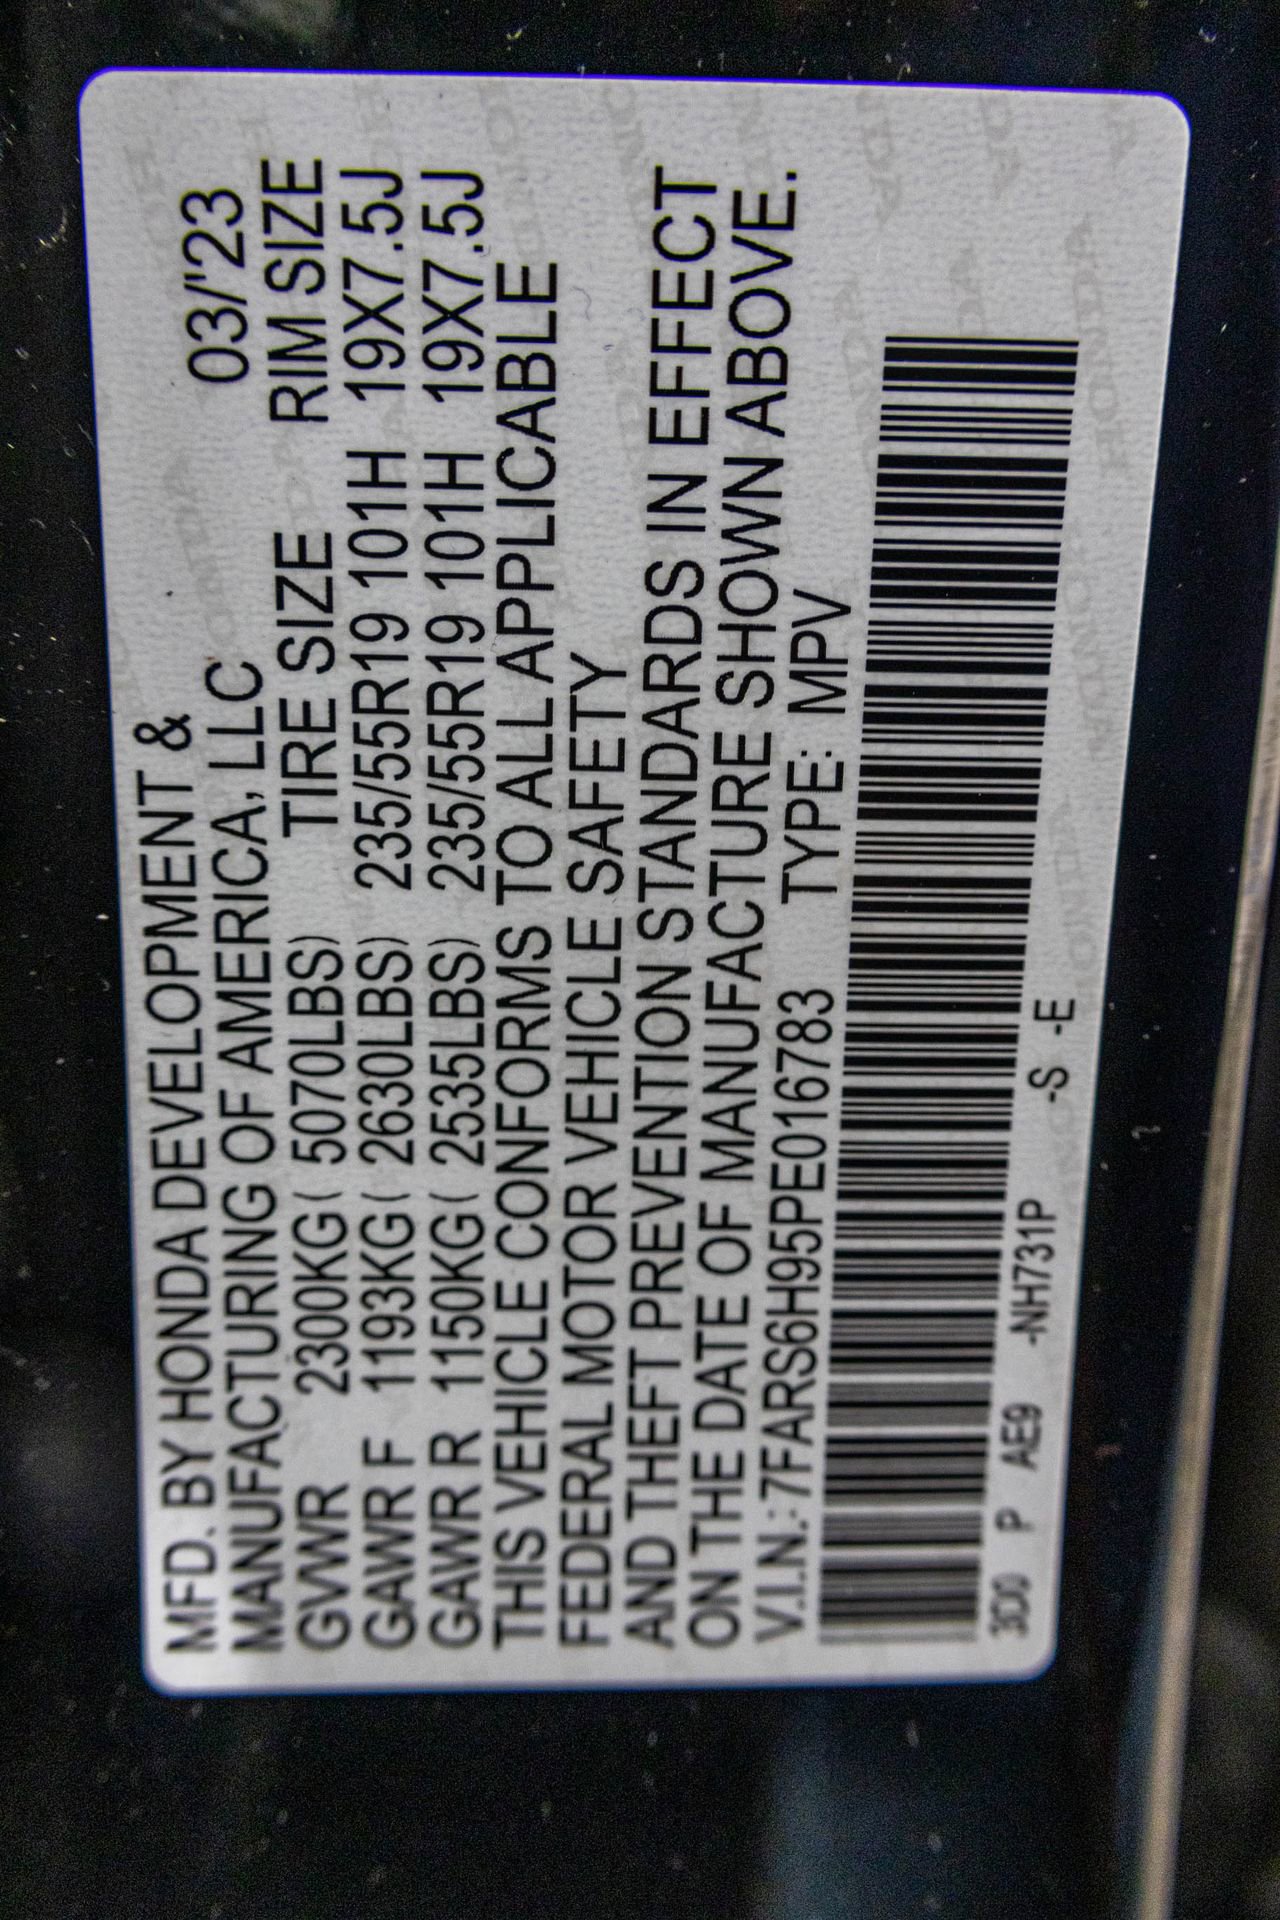 MFD. BY HONDA DEVELOPMENT &
MANUFACTURING OF AMERICA, LLC 03/'23
GVWR 2300KG( 5070LBS) TIRE SIZE RIM SIZE
GAWR F 1193KG( 2630LBS) 235/55R19 101H 19X7.5J
GAWR R 1150KG( 2535LBS) 235/55R19 101H 19X7.5J
THIS VEHICLE CONFORMS TO ALL APPLICABLE
FEDERAL MOTOR VEHICLE SAFETY
AND THEFT PREVENTION STANDARDS IN EFFECT
ON THE DATE OF MANUFACTURE SHOWN ABOVE.
V.I.N.: 7FARS6H95PE016783 TYPE: MPV
3D0 P AE9 -NH731P -S -E